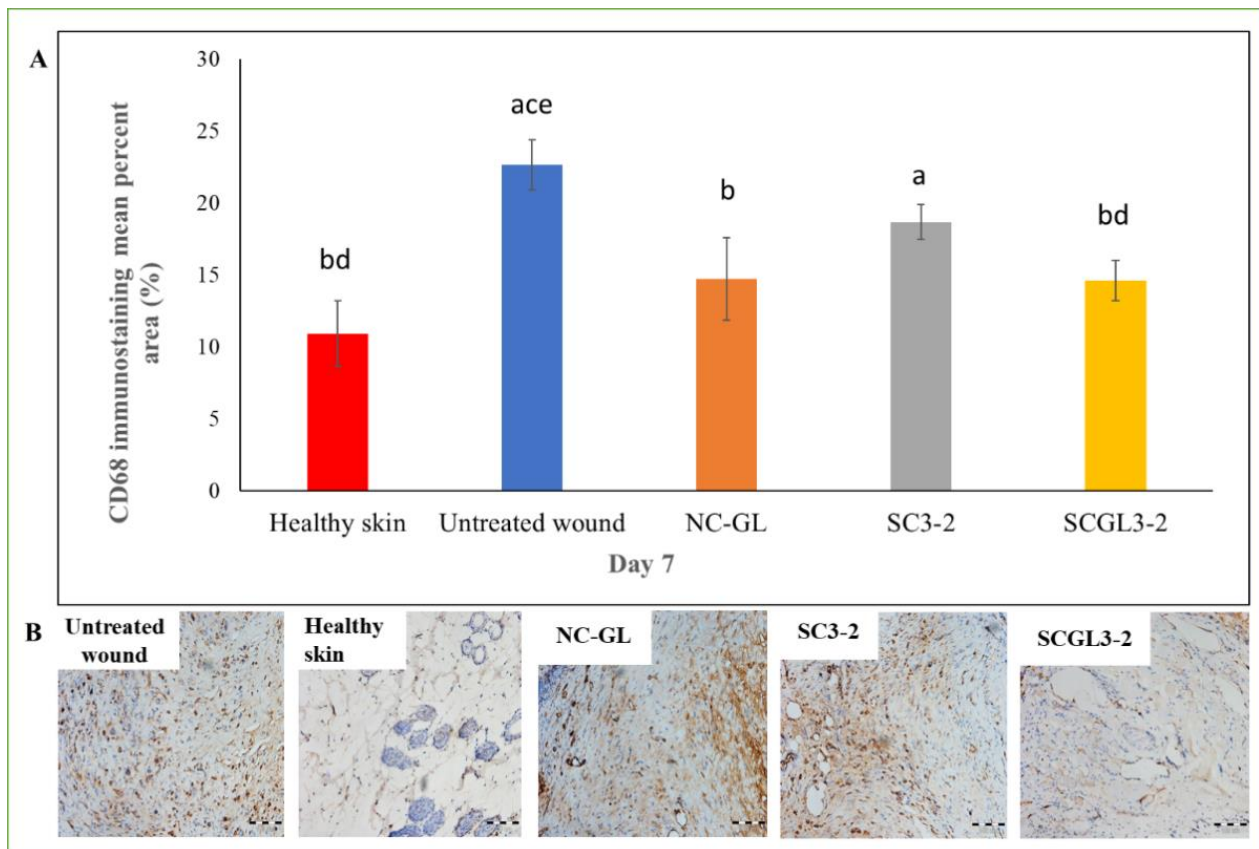 A
CD68 immunostaining mean percent
area (%)
30
25
20
15
10
5
0
bd
ace
b
a
bd
Healthy skin
Untreated wound
NC-GL
SC3-2
SCGL3-2
Day 7
B
Untreated
wound
Healthy
skin
NC-GL
SC3-2
SCGL3-2